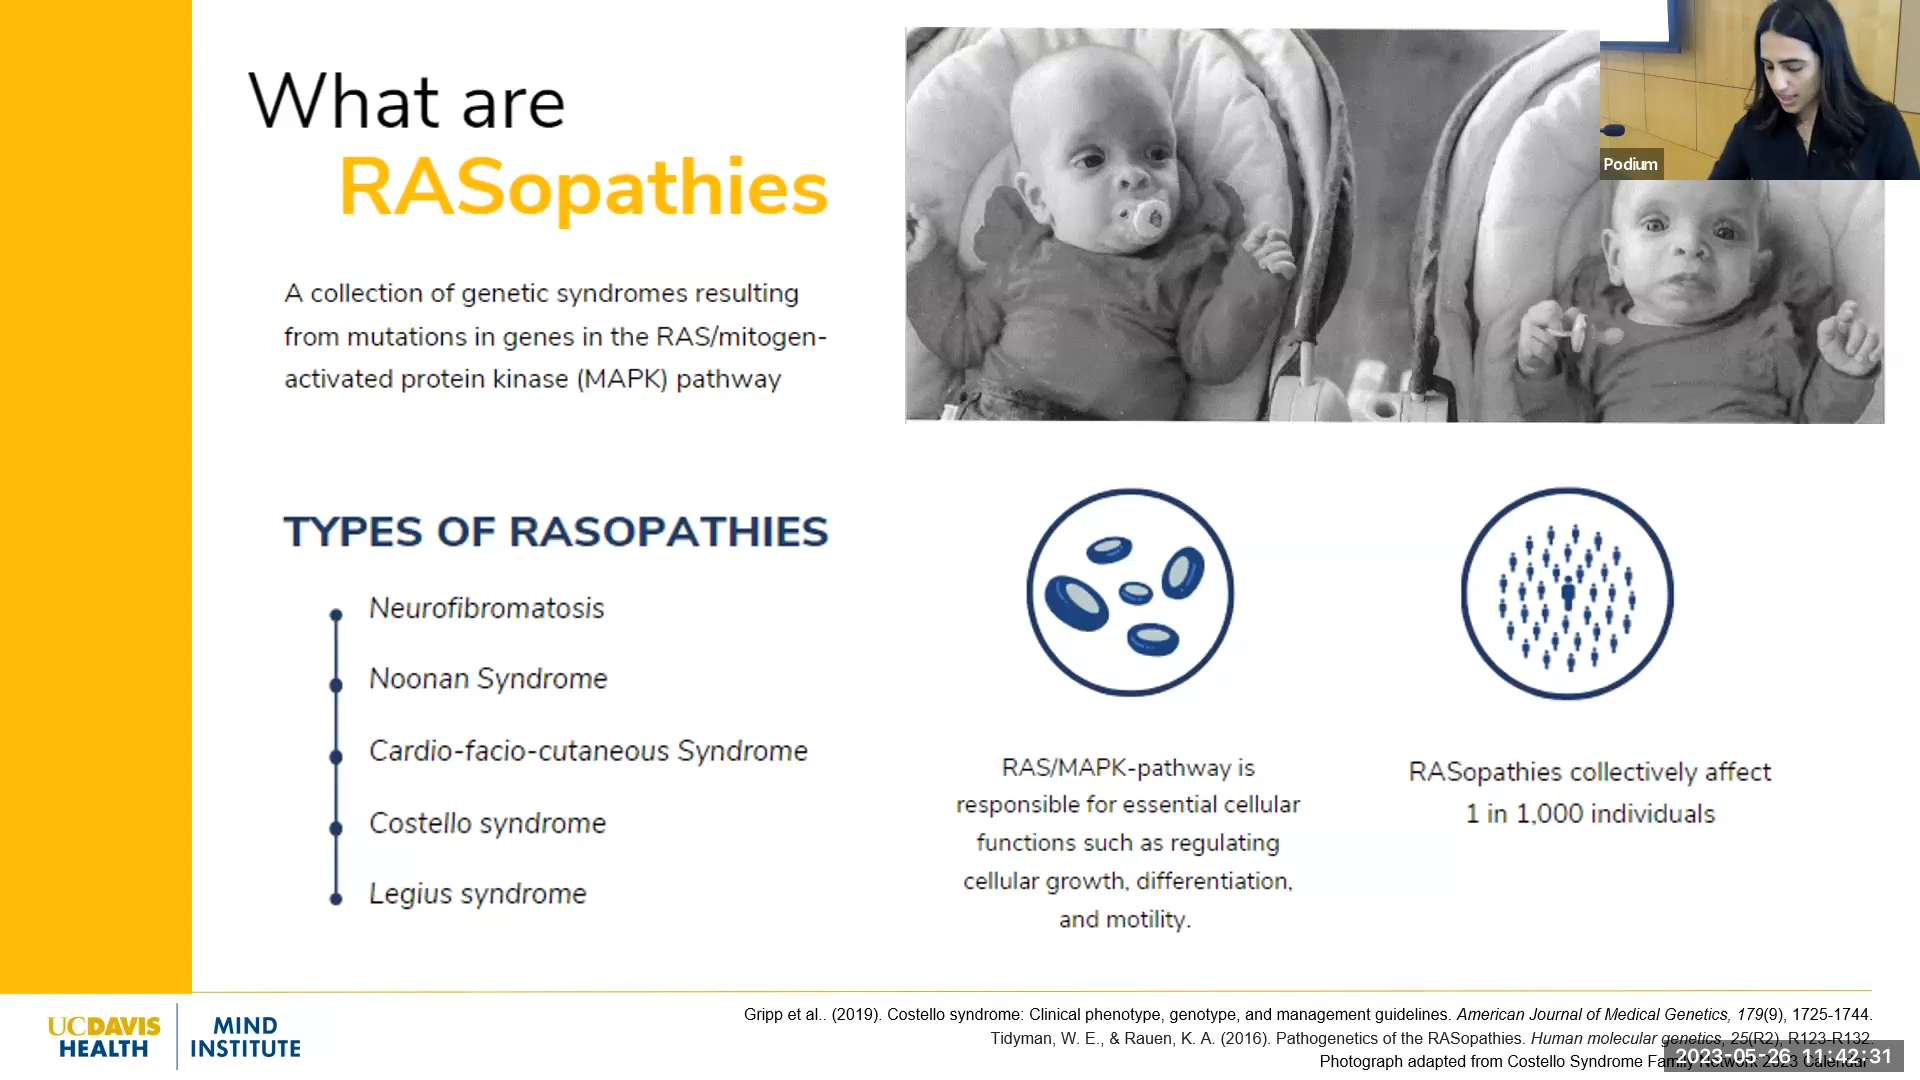 What are
RASopathies
A collection of genetic syndromes resulting
from mutations in genes in the RAS/mitogen-
activated protein kinase (MAPK) pathway
TYPES OF RASOPATHIES
Neurofibromatosis
Noonan Syndrome
Cardio-facio-cutaneous Syndrome
Costello syndrome
Legius syndrome
RAS/MAPK-pathway is
responsible for essential cellular
functions such as regulating
cellular growth, differentiation,
and motility.
RASopathies collectively affect
1 in 1,000 individuals
Podium
UCDAVIS
HEALTH
MIND
INSTITUTE
Gripp et al.. (2019). Costello syndrome: Clinical phenotype, genotype, and management guidelines. American Journal of Medical Genetics, 179(9), 1725-1744.
Tidyman, W. E., & Rauen, K. A. (2016). Pathogenetics of the RASopathies. Human molecular genetics, 25(R2), R123-R132.
Photograph adapted from Costello Syndrome Family Network 2023 Calendar
2023-05-26 11:42:31